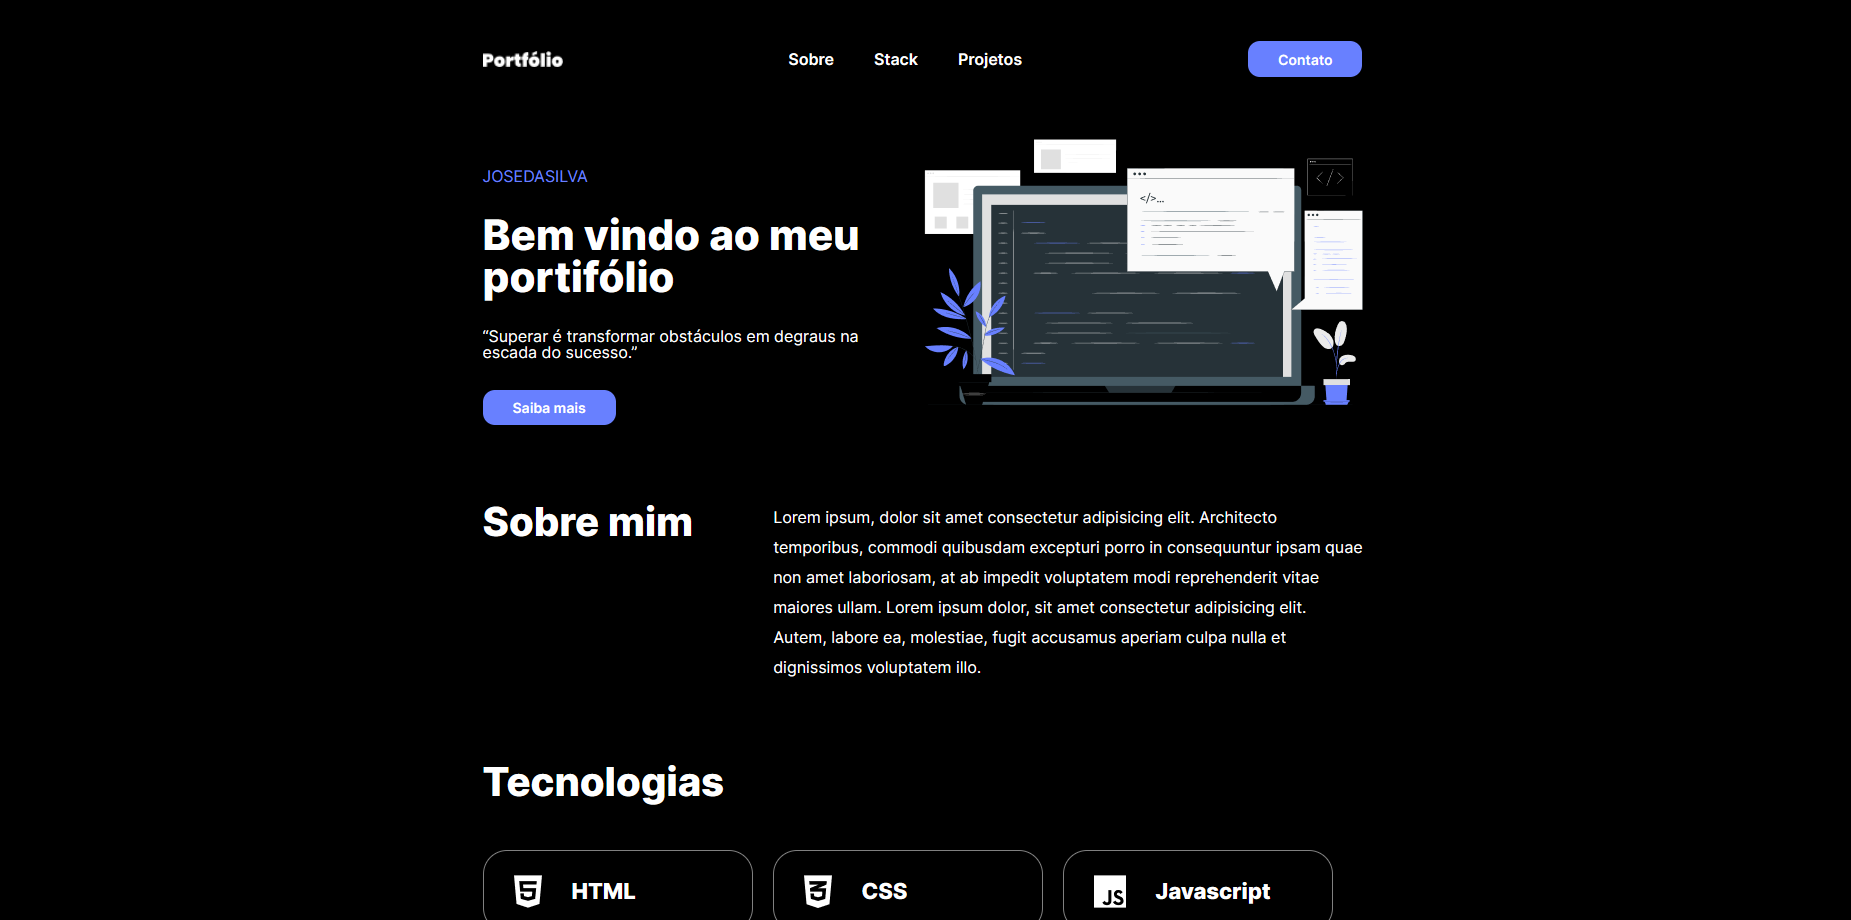 Portfólio
Sobre Stack Projetos
Contato
JOSEDASILVA
Bem vindo ao meu
portifólio
“Superar é transformar obstáculos em degraus na
escada do sucesso.”
Saiba mais
</>...
</>
Sobre mim
Lorem ipsum, dolor sit amet consectetur adipisicing elit. Architecto
temporibus, commodi quibusdam excepturi porro in consequuntur ipsam quae
non amet laboriosam, at ab impedit voluptatem modi reprehenderit vitae
maiores ullam. Lorem ipsum dolor, sit amet consectetur adipisicing elit.
Autem, labore ea, molestiae, fugit accusamus aperiam culpa nulla et
dignissimos voluptatem illo.
Tecnologias
5 HTML
3 CSS
JS Javascript